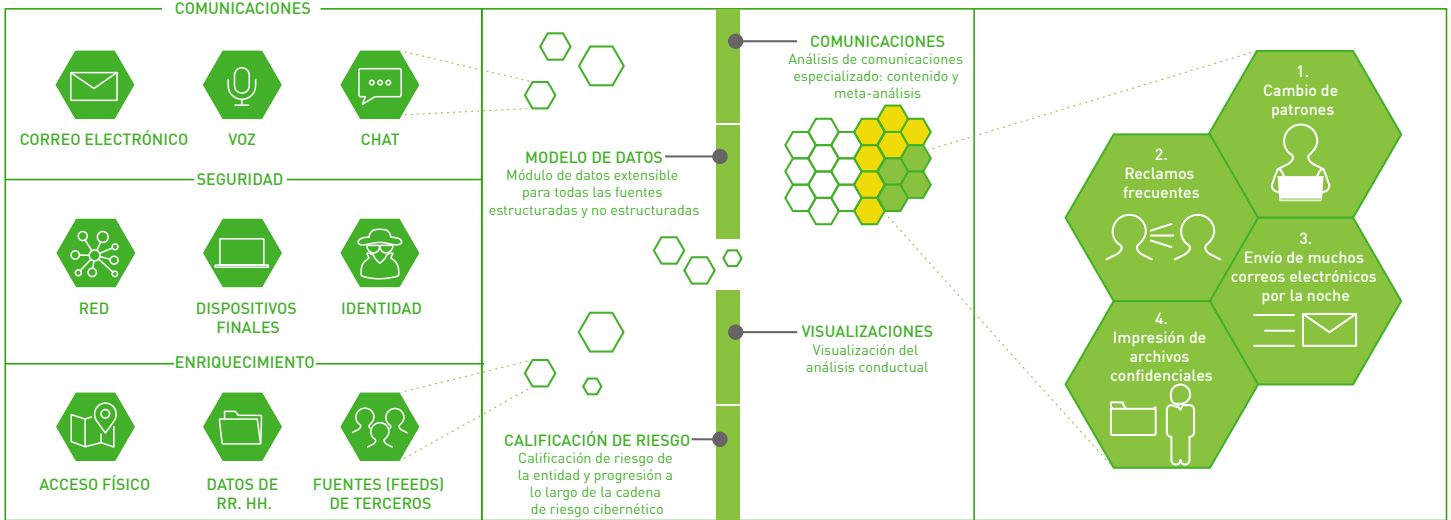 COMUNICACIONES
CORREO ELECTRÓNICO
VOZ
CHAT
SEGURIDAD
RED
DISPOSITIVOS
FINALES
IDENTIDAD
ENRIQUECIMIENTO
ACCESO FÍSICO
DATOS DE
RR. HH.
FUENTES (FEEDS)
DE TERCEROS
COMUNICACIONES
Análisis de comunicaciones
especializado: contenido y
meta-análisis
MODELO DE DATOS
Módulo de datos extensible
para todas las fuentes
estructuradas y no estructuradas
VISUALIZACIONES
Visualización del
análisis conductual
CALIFICACIÓN DE RIESGO
Calificación de riesgo de
la entidad y progresión a
lo largo de la cadena
de riesgo cibernético
1.
Cambio de
patrones
2.
Reclamos
frecuentes
3.
Envío de muchos
correos electrónicos
por la noche
4.
Impresión de
archivos
confidenciales